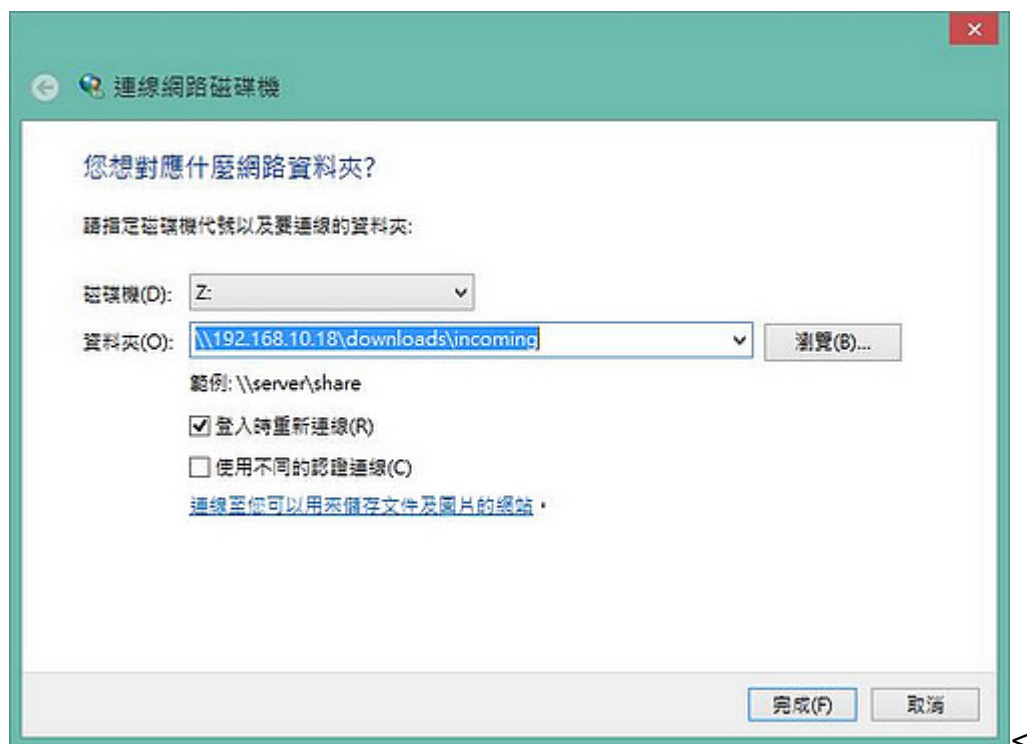 連線網路磁碟機
您想對應什麼網路資料夾?
請指定磁碟機代號以及要連線的資料夾:
磁碟機(D): Z:
資料夾(O): \\192.168.10.18\downloads\incoming 瀏覽(B)...
範例: \\server\share
登入時重新連線(R)
使用不同的認證連線(C)
連線至您可以用來儲存文件及圖片的網站。
完成(F) 取消
<